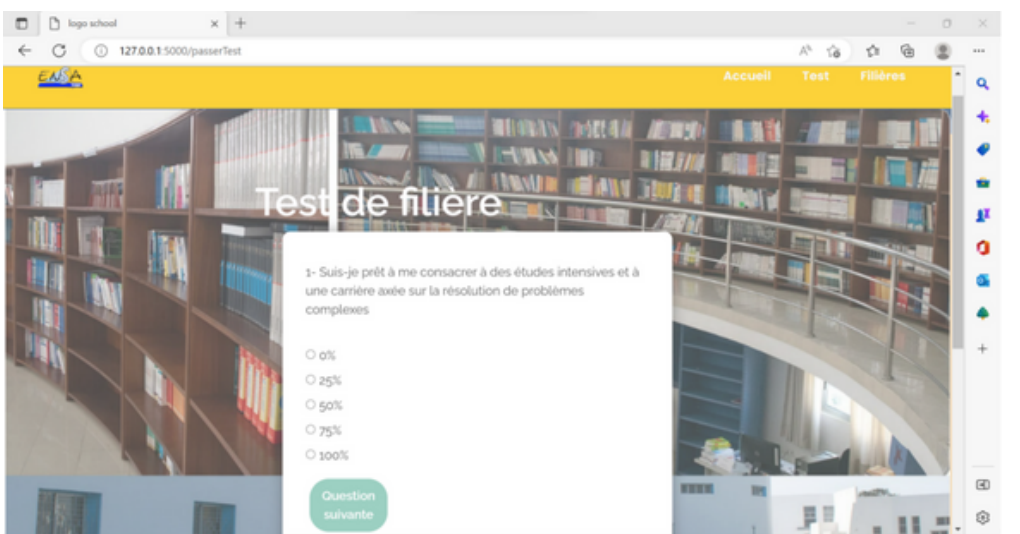 logo school
127.0.0.1:5000/passerTest
ENSA
Accueil Test Filières
Test de filière
1- Suis-je prêt à me consacrer à des études intensives et à
une carrière axée sur la résolution de problèmes
complexes
0%
25%
50%
75%
100%
Question
suivante